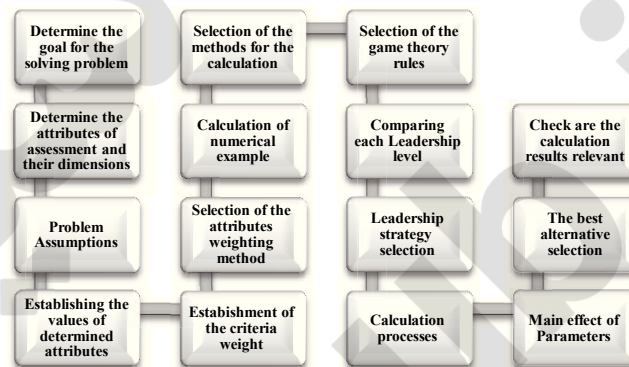 Determine the
goal for the
solving problem
Determine the
attributes of
assessment and
their dimensions
Problem
Assumptions
Establishing the
values of
determined
attributes
Estabishment of
the criteria
weight
Selection of the
attributes
weighting
method
Calculation of
numerical
example
Selection of the
methods for the
calculation
Selection of the
game theory
rules
Comparing
each Leadership
level
Leadership
strategy
selection
Calculation
processes
Main effect of
Parameters
The best
alternative
selection
Check are the
calculation
results relevant